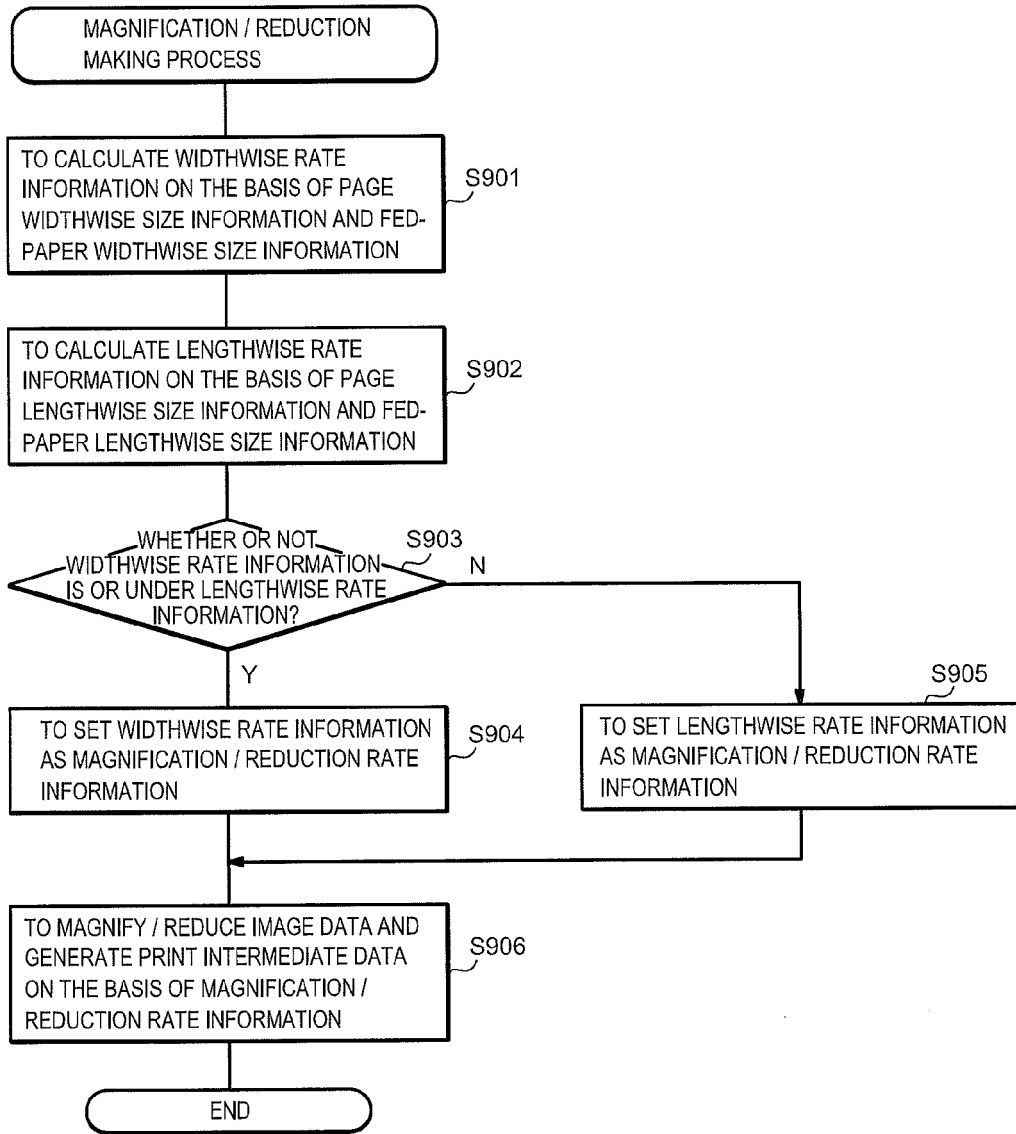 MAGNIFICATION / REDUCTION
MAKING PROCESS
TO CALCULATE WIDTHWISE RATE
INFORMATION ON THE BASIS OF PAGE
WIDTHWISE SIZE INFORMATION AND FED-
PAPER WIDTHWISE SIZE INFORMATION
S901
TO CALCULATE LENGTHWISE RATE
INFORMATION ON THE BASIS OF PAGE
LENGTHWISE SIZE INFORMATION AND FED-
PAPER LENGTHWISE SIZE INFORMATION
S902
WHETHER OR NOT
WIDTHWISE RATE INFORMATION
IS OR UNDER LENGTHWISE RATE
INFORMATION?
S903
N
Y
TO SET WIDTHWISE RATE INFORMATION
AS MAGNIFICATION / REDUCTION RATE
INFORMATION
S904
S905
TO SET LENGTHWISE RATE INFORMATION
AS MAGNIFICATION / REDUCTION RATE
INFORMATION
TO MAGNIFY / REDUCE IMAGE DATA AND
GENERATE PRINT INTERMEDIATE DATA
ON THE BASIS OF MAGNIFICATION /
REDUCTION RATE INFORMATION
S906
END